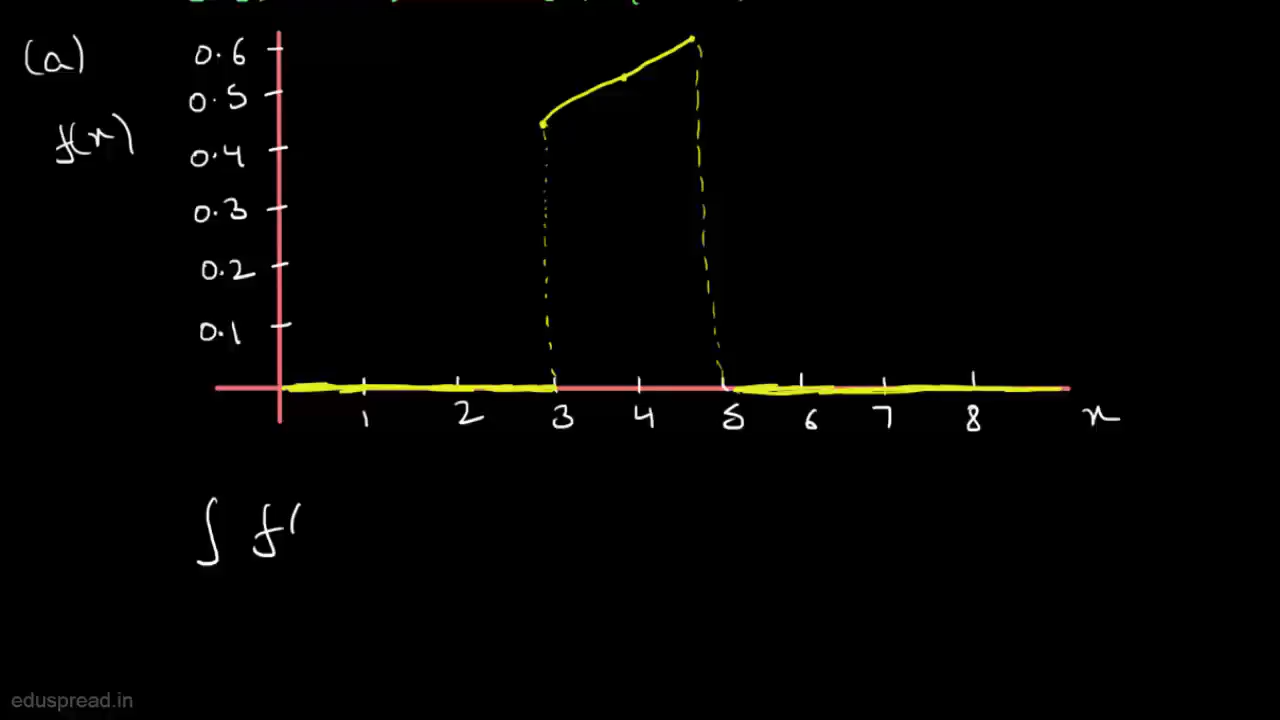 (a)
f(x)
0.6
0.5
0.4
0.3
0.2
0.1
1 2 3 4 5 6 7 8 x
∫ f(
eduspread.in